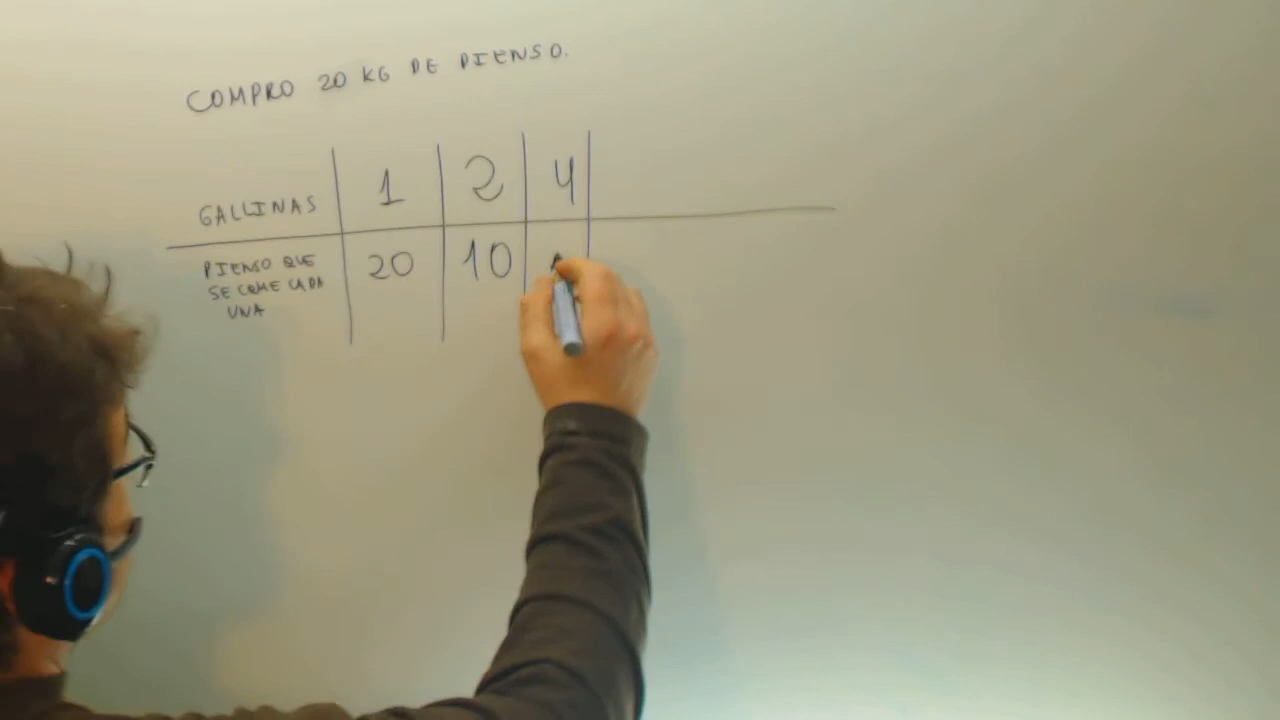 COMPRO 20 KG DE PIENSO.
GALLINAS 1 2 4
PIENSO QUE
SE COME CADA
UNA
20 10